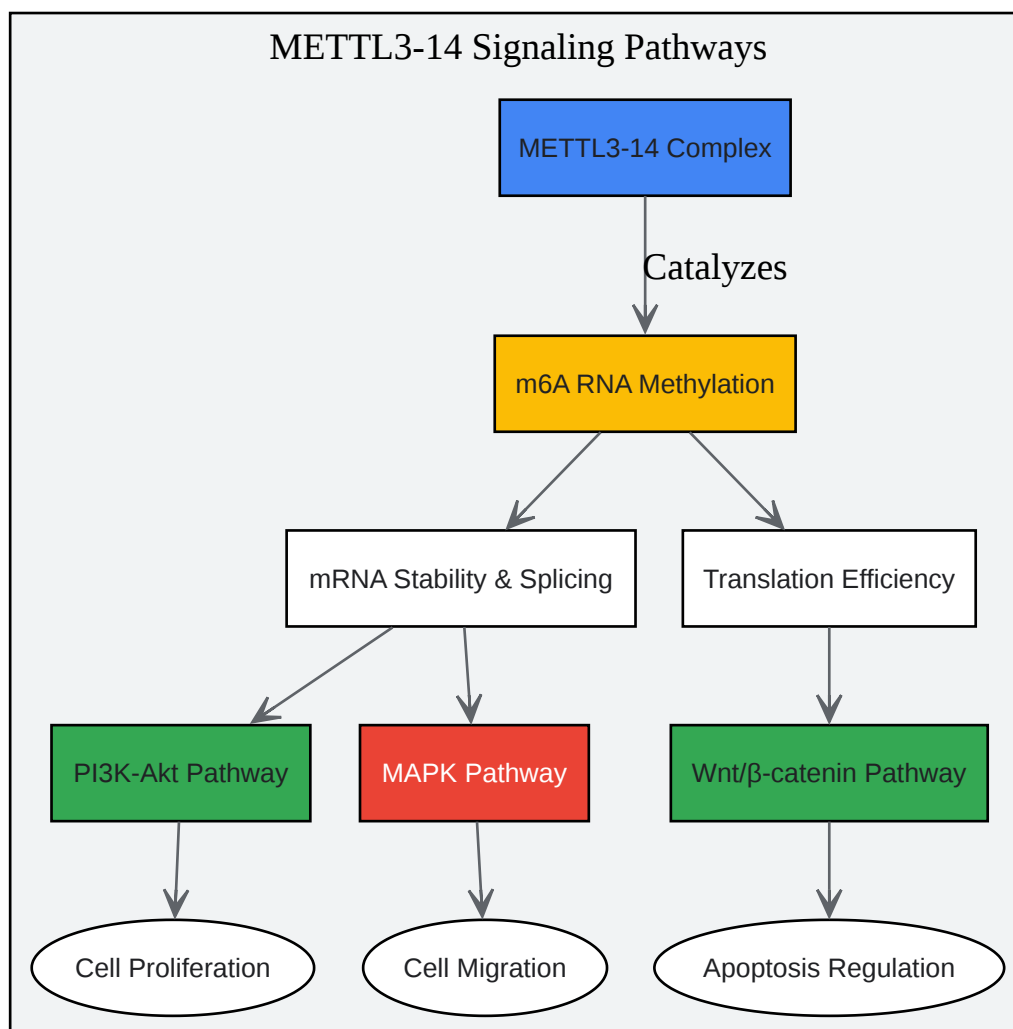 METTL3-14 Signaling Pathways
METTL3-14 Complex
Catalyzes
m6A RNA Methylation
mRNA Stability & Splicing
Translation Efficiency
PI3K-Akt Pathway
MAPK Pathway
Wnt/β-catenin Pathway
Cell Proliferation
Cell Migration
Apoptosis Regulation